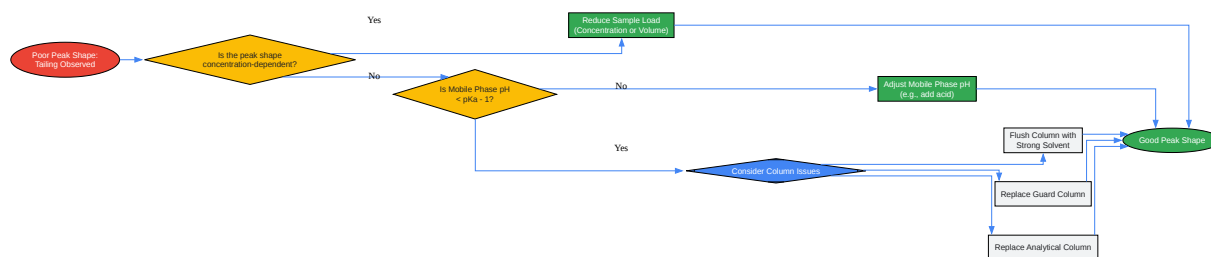 Yes
Reduce Sample Load
(Concentration or Volume)
Poor Peak Shape:
Tailing Observed
Is the peak shape
concentration-dependent?
No
Is Mobile Phase pH
< pKa - 1?
No
Adjust Mobile Phase pH
(e.g., add acid)
Flush Column with
Strong Solvent
Good Peak Shape
Yes
Consider Column Issues
Replace Guard Column
Replace Analytical Column